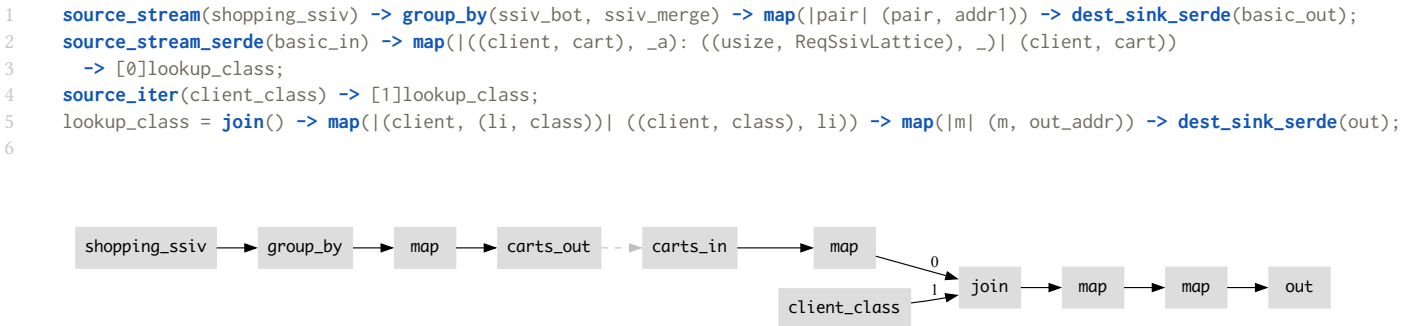 1 source_stream(shopping_ssiv) -> group_by(ssiv_bot, ssiv_merge) -> map(|pair| (pair, addr1)) -> dest_sink_serde(basic_out);
2 source_stream_serde(basic_in) -> map(|((client, cart), _a): ((usize, ReqSsivLattice), _)| (client, cart))
3 -> [0]lookup_class;
4 source_iter(client_class) -> [1]lookup_class;
5 lookup_class = join() -> map(|(client, (li, class))| ((client, class), li)) -> map(|m| (m, out_addr)) -> dest_sink_serde(out);
6
shopping_ssiv group_by map carts_out carts_in map
0
join map map out
1
client_class